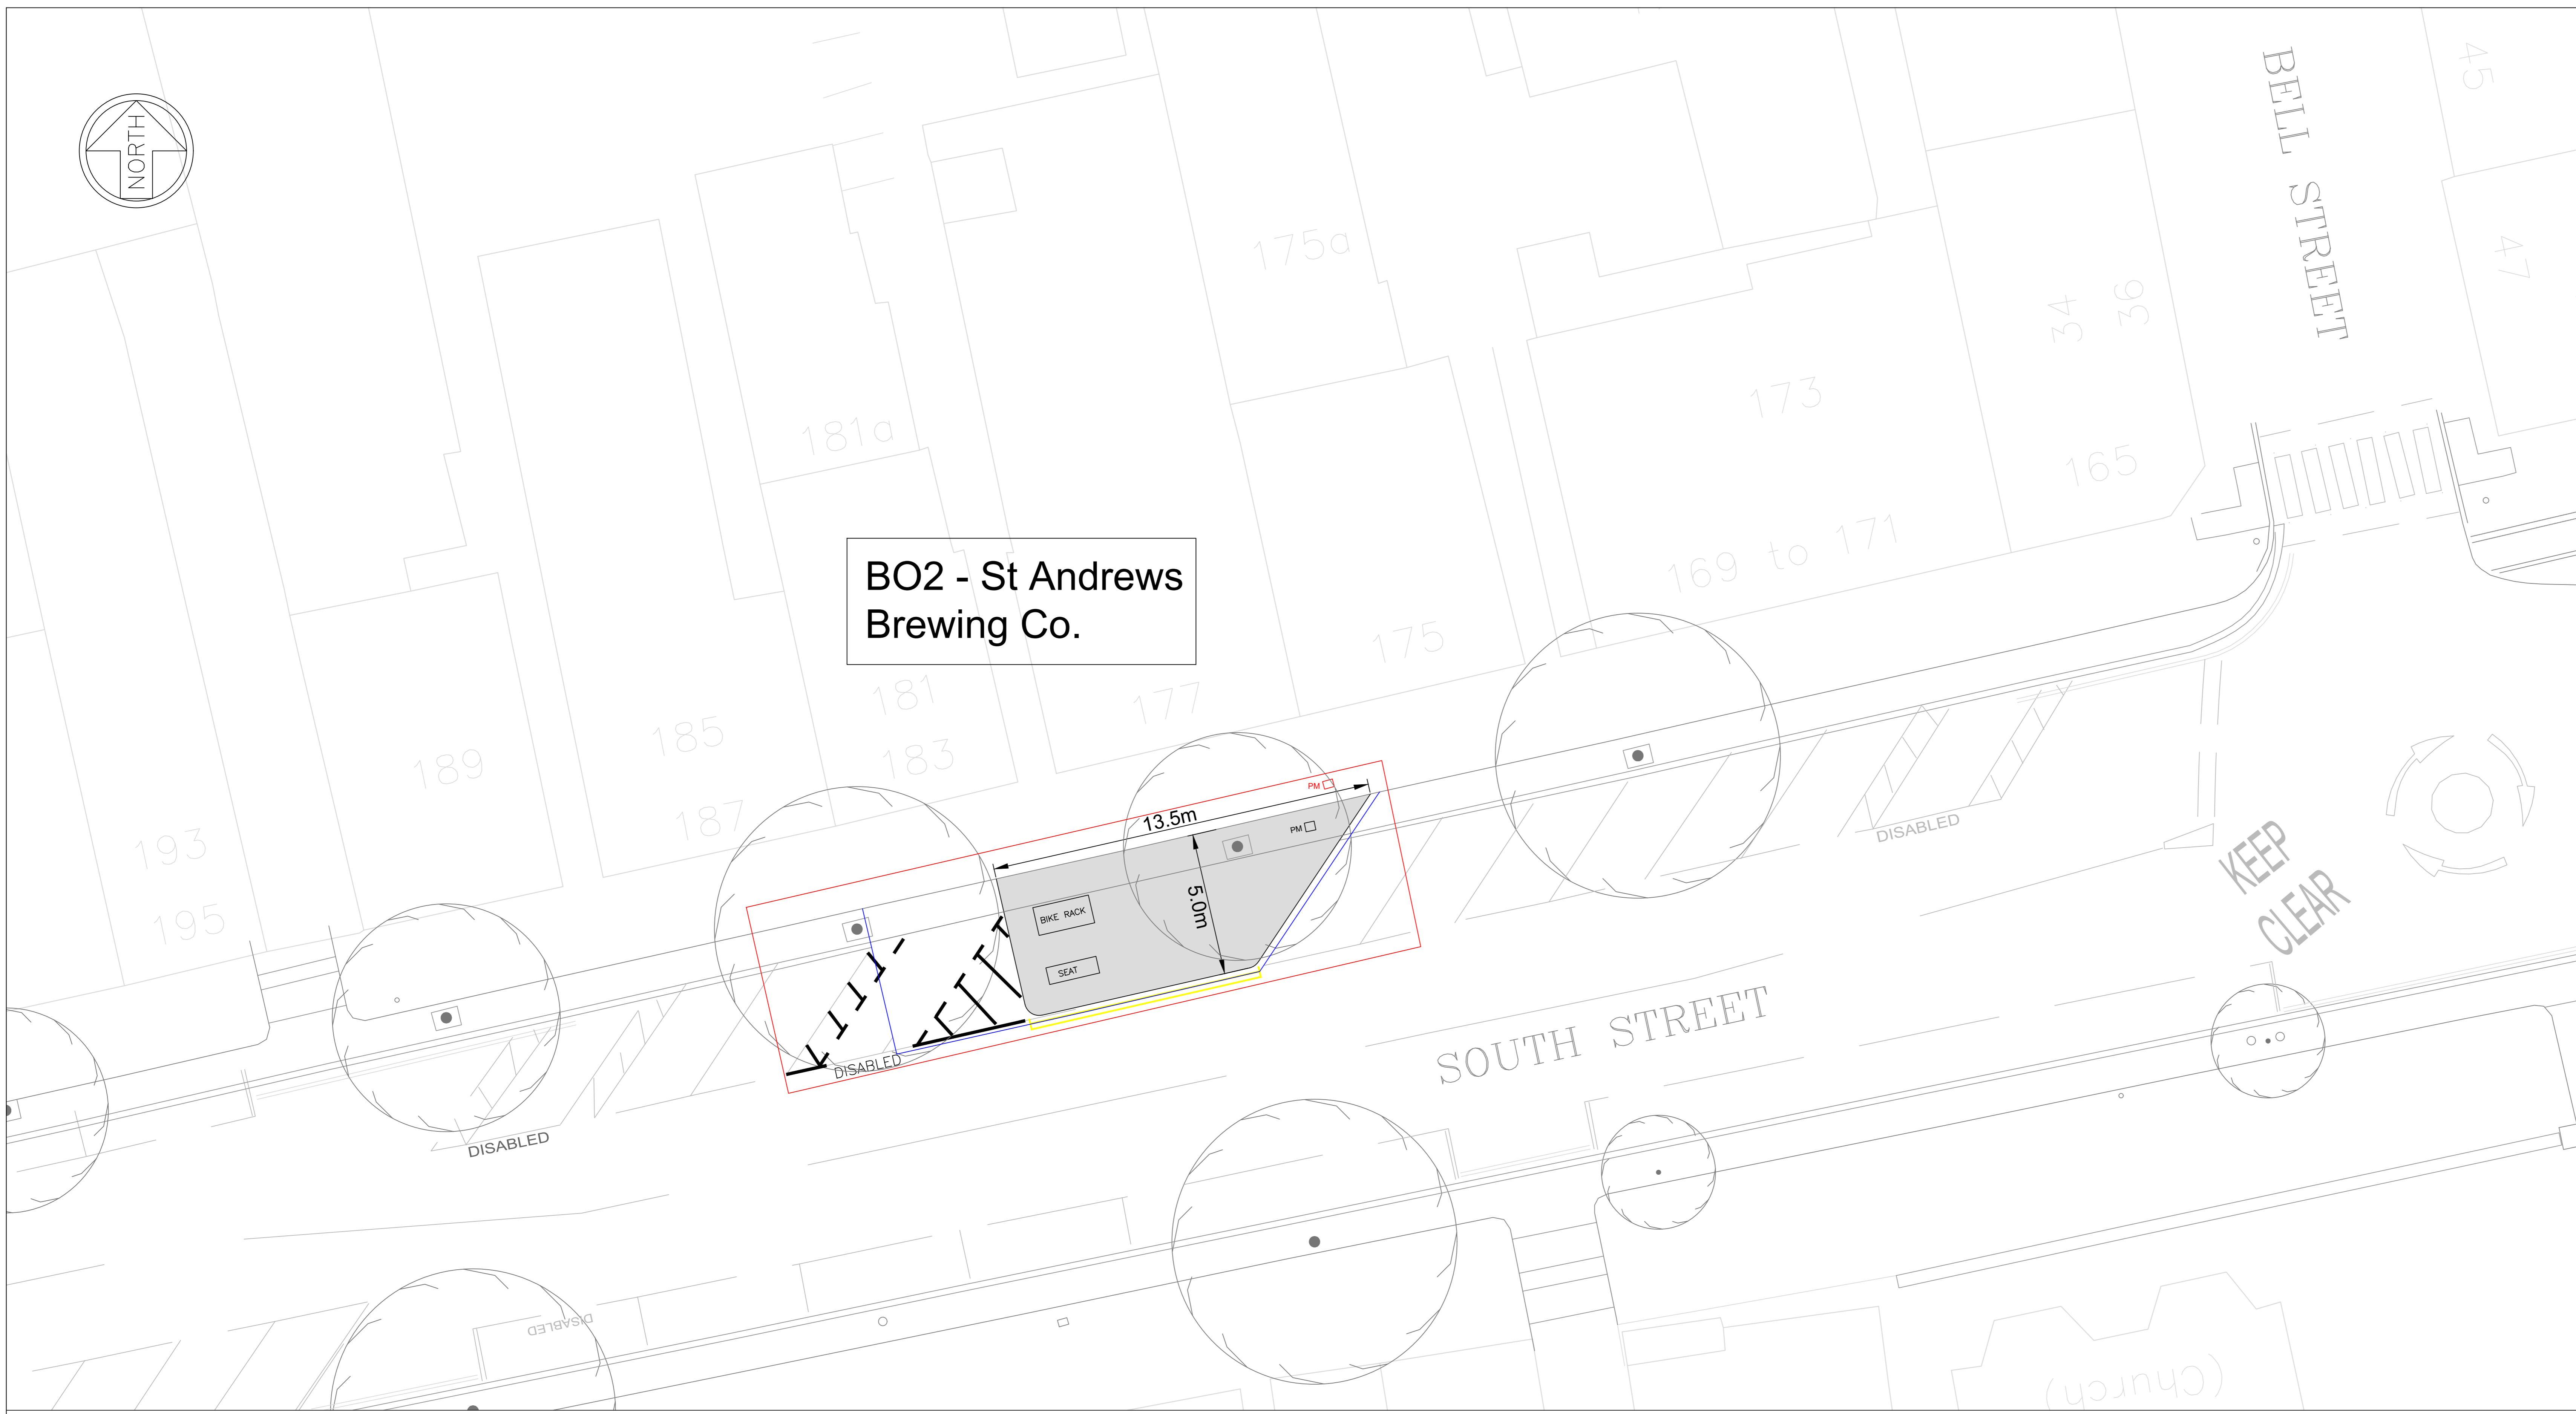 NORTH
BELL STREET
45
47
175a
34
36
173
181a
165
169 to 171
BO2 - St Andrews
Brewing Co.
175
181
177
185
183
189
187
193
195
PM
13.5m
PM
5.0m
BIKE RACK
SEAT
DISABLED
DISABLED
KEEP
CLEAR
SOUTH STREET
DISABLED
DISABLED
(Church)